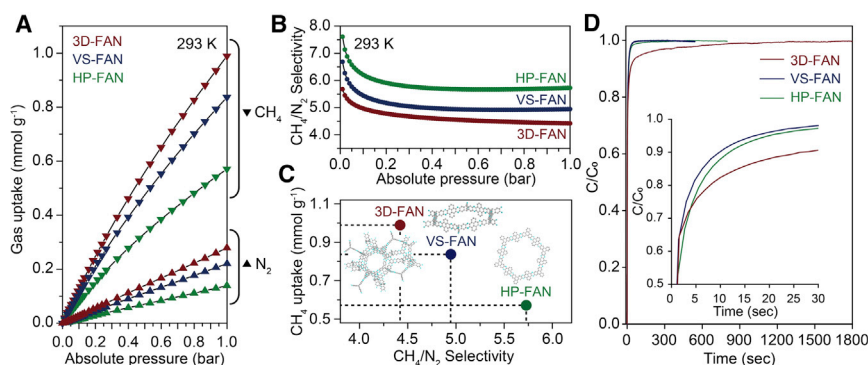 A
293 K
3D-FAN
VS-FAN
HP-FAN
▼CH₄
▲N₂
Gas uptake (mmol g⁻¹)
1.0
0.8
0.6
0.4
0.2
0.0
0.0 0.2 0.4 0.6 0.8 1.0
Absolute pressure (bar)
B
293 K
HP-FAN
VS-FAN
3D-FAN
CH₄/N₂ Selectivity
8.0
7.0
6.0
5.0
4.0
0.0 0.2 0.4 0.6 0.8 1.0
Absolute pressure (bar)
C
3D-FAN
VS-FAN
HP-FAN
CH₄ uptake (mmol g⁻¹)
1.1
0.9
0.7
0.5
4.0 4.5 5.0 5.5 6.0
CH₄/N₂ Selectivity
D
3D-FAN
VS-FAN
HP-FAN
C/C₀
1.0
0.8
0.6
0.4
0.2
0.0
0 300 600 900 1200 1500 1800
Time (sec)
C/C₀
1.0
0.9
0.8
0.7
0.6
0.5
0 5 10 15 20 25 30
Time (sec)